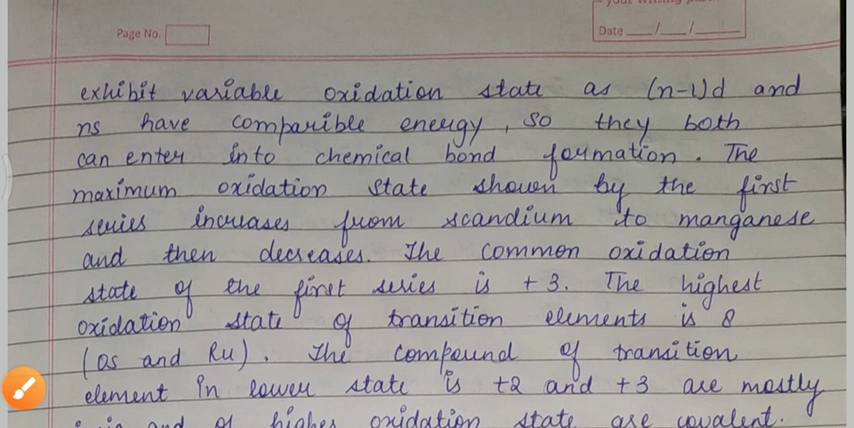 Page No.
Date
exhibit variable oxidation state as (n-1)d and
ns have comparible energy, so they both
can enter into chemical bond formation. The
maximum oxidation state shown by the first
series increases from scandium to manganese
and then decreases. The common oxidation
state of the first series is +3. The highest
oxidation state of transition elements is 8
(os and Ru). The compound of transition
element in lower state is +2 and +3 are mostly
and of higher oxidation state are covalent.